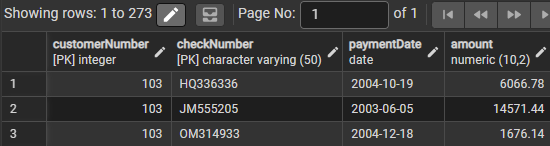 Showing rows: 1 to 273 Page No: 1 of 1
customerNumber checkNumber paymentDate amount
[PK] integer [PK] character varying (50) date numeric (10,2)
1 103 HQ336336 2004-10-19 6066.78
2 103 JM555205 2003-06-05 14571.44
3 103 OM314933 2004-12-18 1676.14